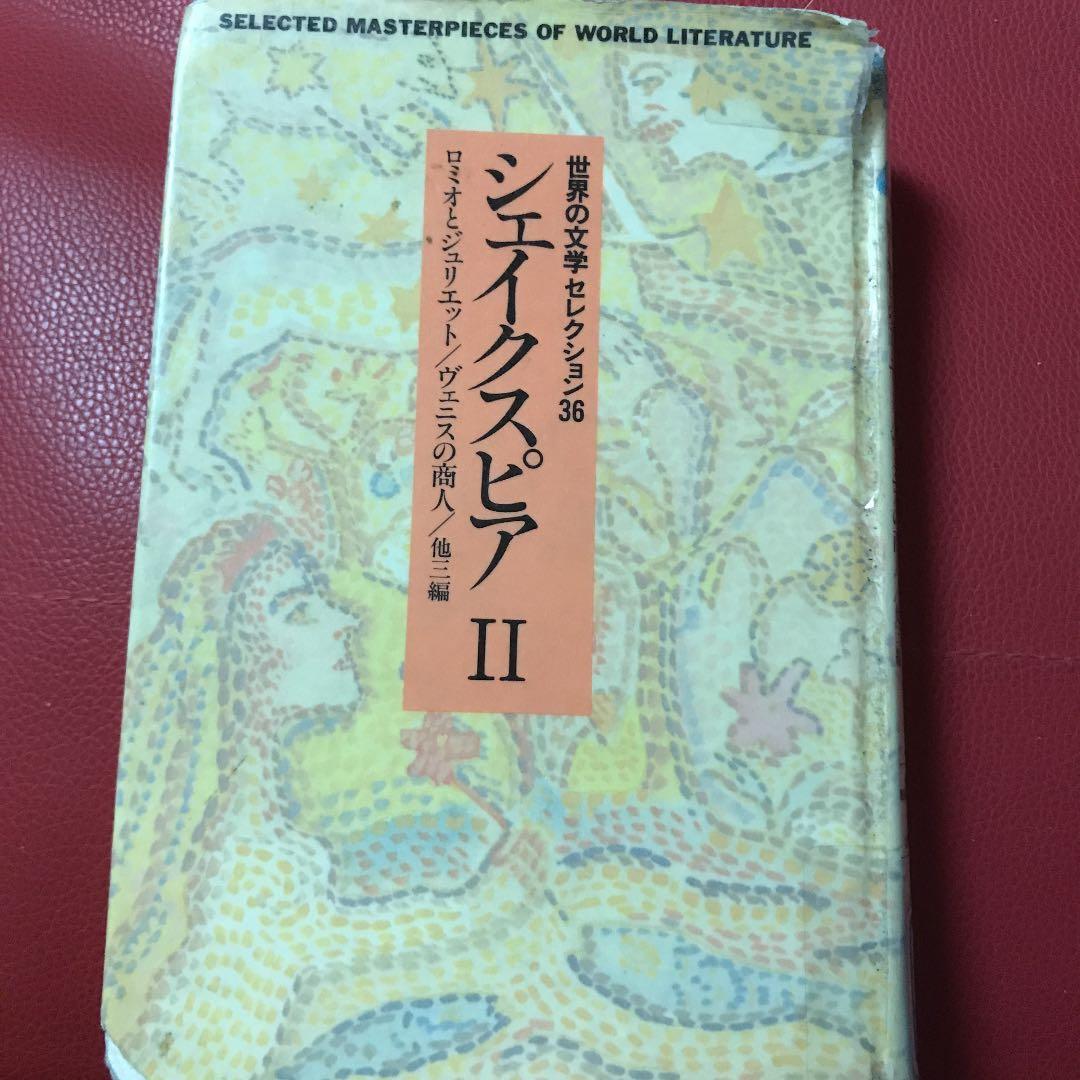 SELECTED MASTERPIECES OF WORLD LITERATURE
世界の文学セレクション36
シェイクスピア II
ロミオとジュリエット／ヴェニスの商人／他三編